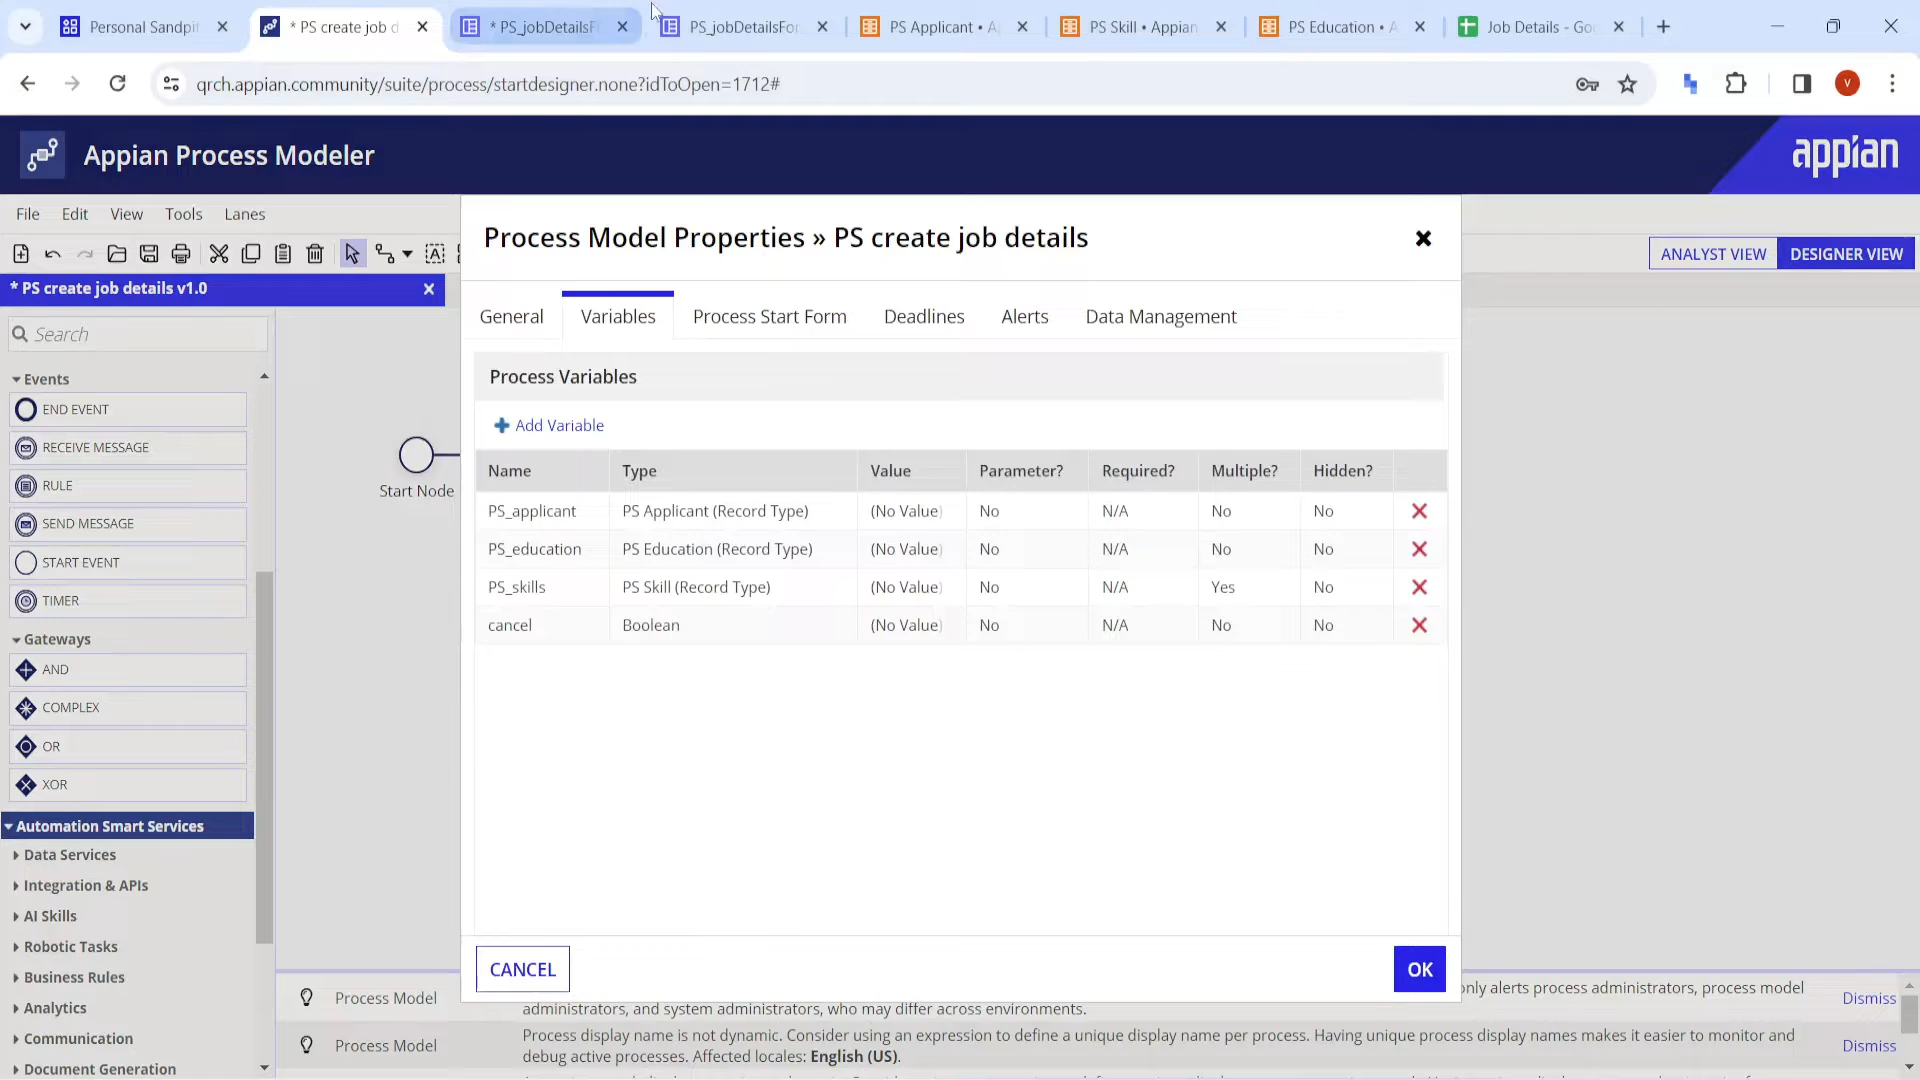 Personal Sandpi
* PS create job d
* PS_jobDetailsF
PS_jobDetailsFor
PS Applicant • A
PS Skill • Appian
PS Education • A
Job Details - Goo
qrch.appian.community/suite/process/startdesigner.none?idToOpen=1712#
V
Appian Process Modeler
appian
File Edit View Tools Lanes
ANALYST VIEW DESIGNER VIEW
* PS create job details v1.0
Search
Events
END EVENT
RECEIVE MESSAGE
RULE
SEND MESSAGE
START EVENT
TIMER
Gateways
AND
COMPLEX
OR
XOR
Automation Smart Services
Data Services
Integration & APIs
AI Skills
Robotic Tasks
Business Rules
Analytics
Communication
Document Generation
Start Node
Process Model Properties » PS create job details
General Variables Process Start Form Deadlines Alerts Data Management
Process Variables
Add Variable
Name Type Value Parameter? Required? Multiple? Hidden?
PS_applicant PS Applicant (Record Type) (No Value) No N/A No No
PS_education PS Education (Record Type) (No Value) No N/A No No
PS_skills PS Skill (Record Type) (No Value) No N/A Yes No
cancel Boolean (No Value) No N/A No No
CANCEL OK
Process Model
only alerts process administrators, process model
administrators, and system administrators, who may differ across environments.
Dismiss
Process Model
Process display name is not dynamic. Consider using an expression to define a unique display name per process. Having unique process display names makes it easier to monitor and
debug active processes. Affected locales: English (US).
Dismiss